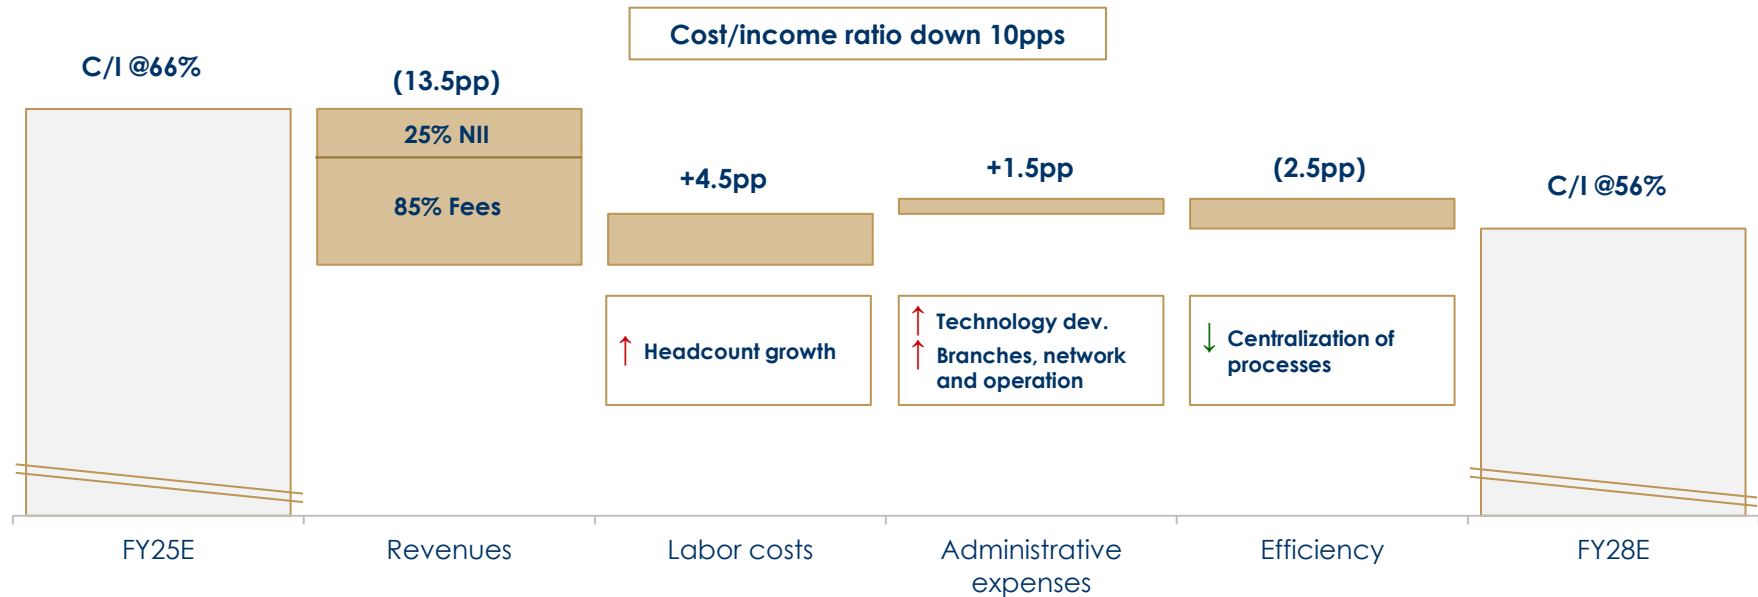 Cost/income ratio down 10pps
C/I @66%
(13.5pp)
25% NII
85% Fees
+4.5pp
+1.5pp
(2.5pp)
C/I @56%
↑ Headcount growth
↑ Technology dev.
↑ Branches, network
and operation
↓ Centralization of
processes
FY25E
Revenues
Labor costs
Administrative
expenses
Efficiency
FY28E